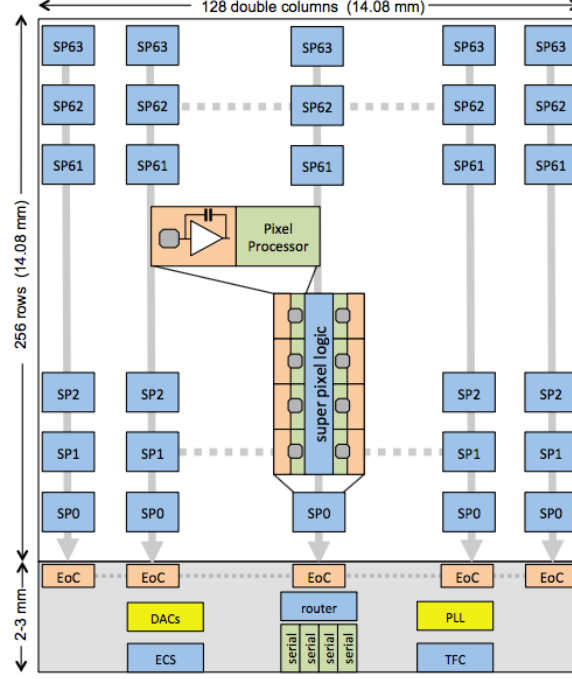 128 double columns (14.08 mm)
256 rows (14.08 mm)
2-3 mm
SP63 SP63 SP63 SP63 SP63
SP62 SP62 SP62 SP62 SP62
SP61 SP61 SP61 SP61 SP61
Pixel
Processor
super pixel logic
SP2 SP2 SP2 SP2
SP1 SP1 SP1 SP1
SP0 SP0 SP0 SP0 SP0
EoC EoC EoC EoC EoC
DACs
router
PLL
ECS
serial serial serial serial
TFC